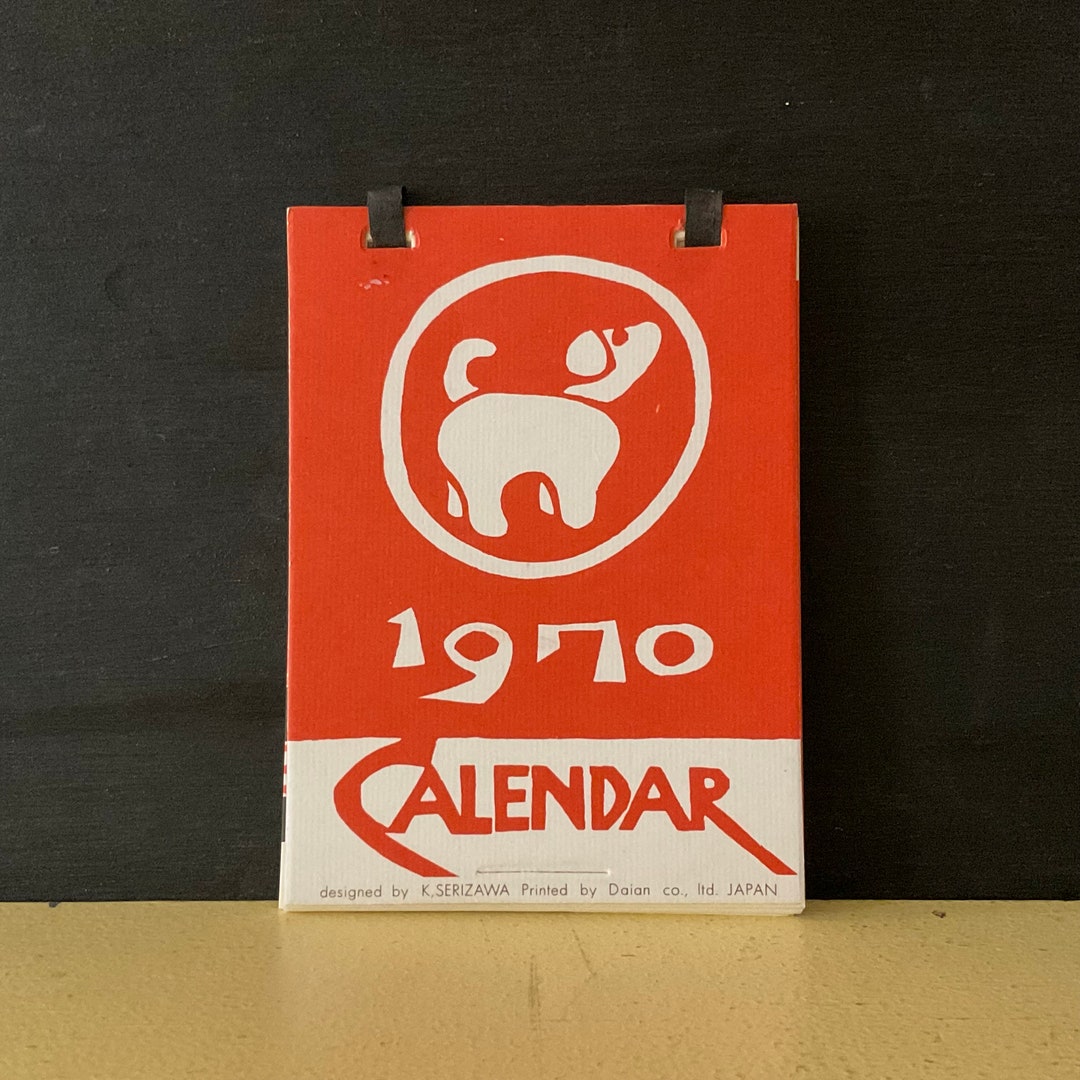 1970
CALENDAR
designed by K,SERIZAWA Printed by Daian co., ltd. JAPAN